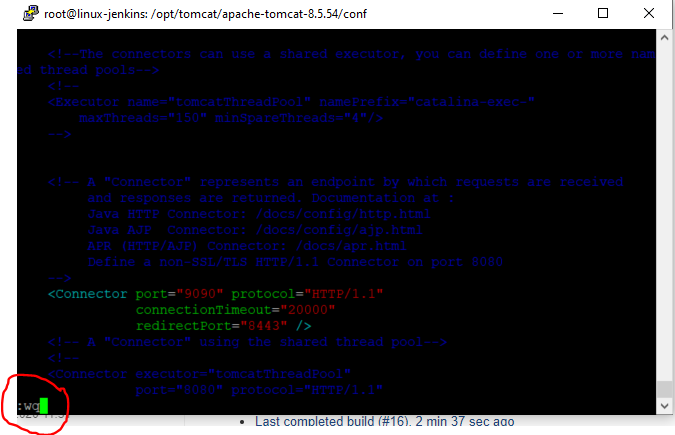 root@linux-jenkins: /opt/tomcat/apache-tomcat-8.5.54/conf
<!--The connectors can use a shared executor, you can define one or more nam
ed thread pools-->
<!--
<Executor name="tomcatThreadPool" namePrefix="catalina-exec-"
maxThreads="150" minSpareThreads="4"/>
-->
<!-- A "Connector" represents an endpoint by which requests are received
and responses are returned. Documentation at :
Java HTTP Connector: /docs/config/http.html
Java AJP  Connector: /docs/config/ajp.html
APR (HTTP/AJP) Connector: /docs/apr.html
Define a non-SSL/TLS HTTP/1.1 Connector on port 8080
-->
<Connector port="9090" protocol="HTTP/1.1"
connectionTimeout="20000"
redirectPort="8443" />
<!-- A "Connector" using the shared thread pool-->
<!--
<Connector executor="tomcatThreadPool"
port="8080" protocol="HTTP/1.1"
:wq
• Last completed build (#16), 2 min 37 sec ago